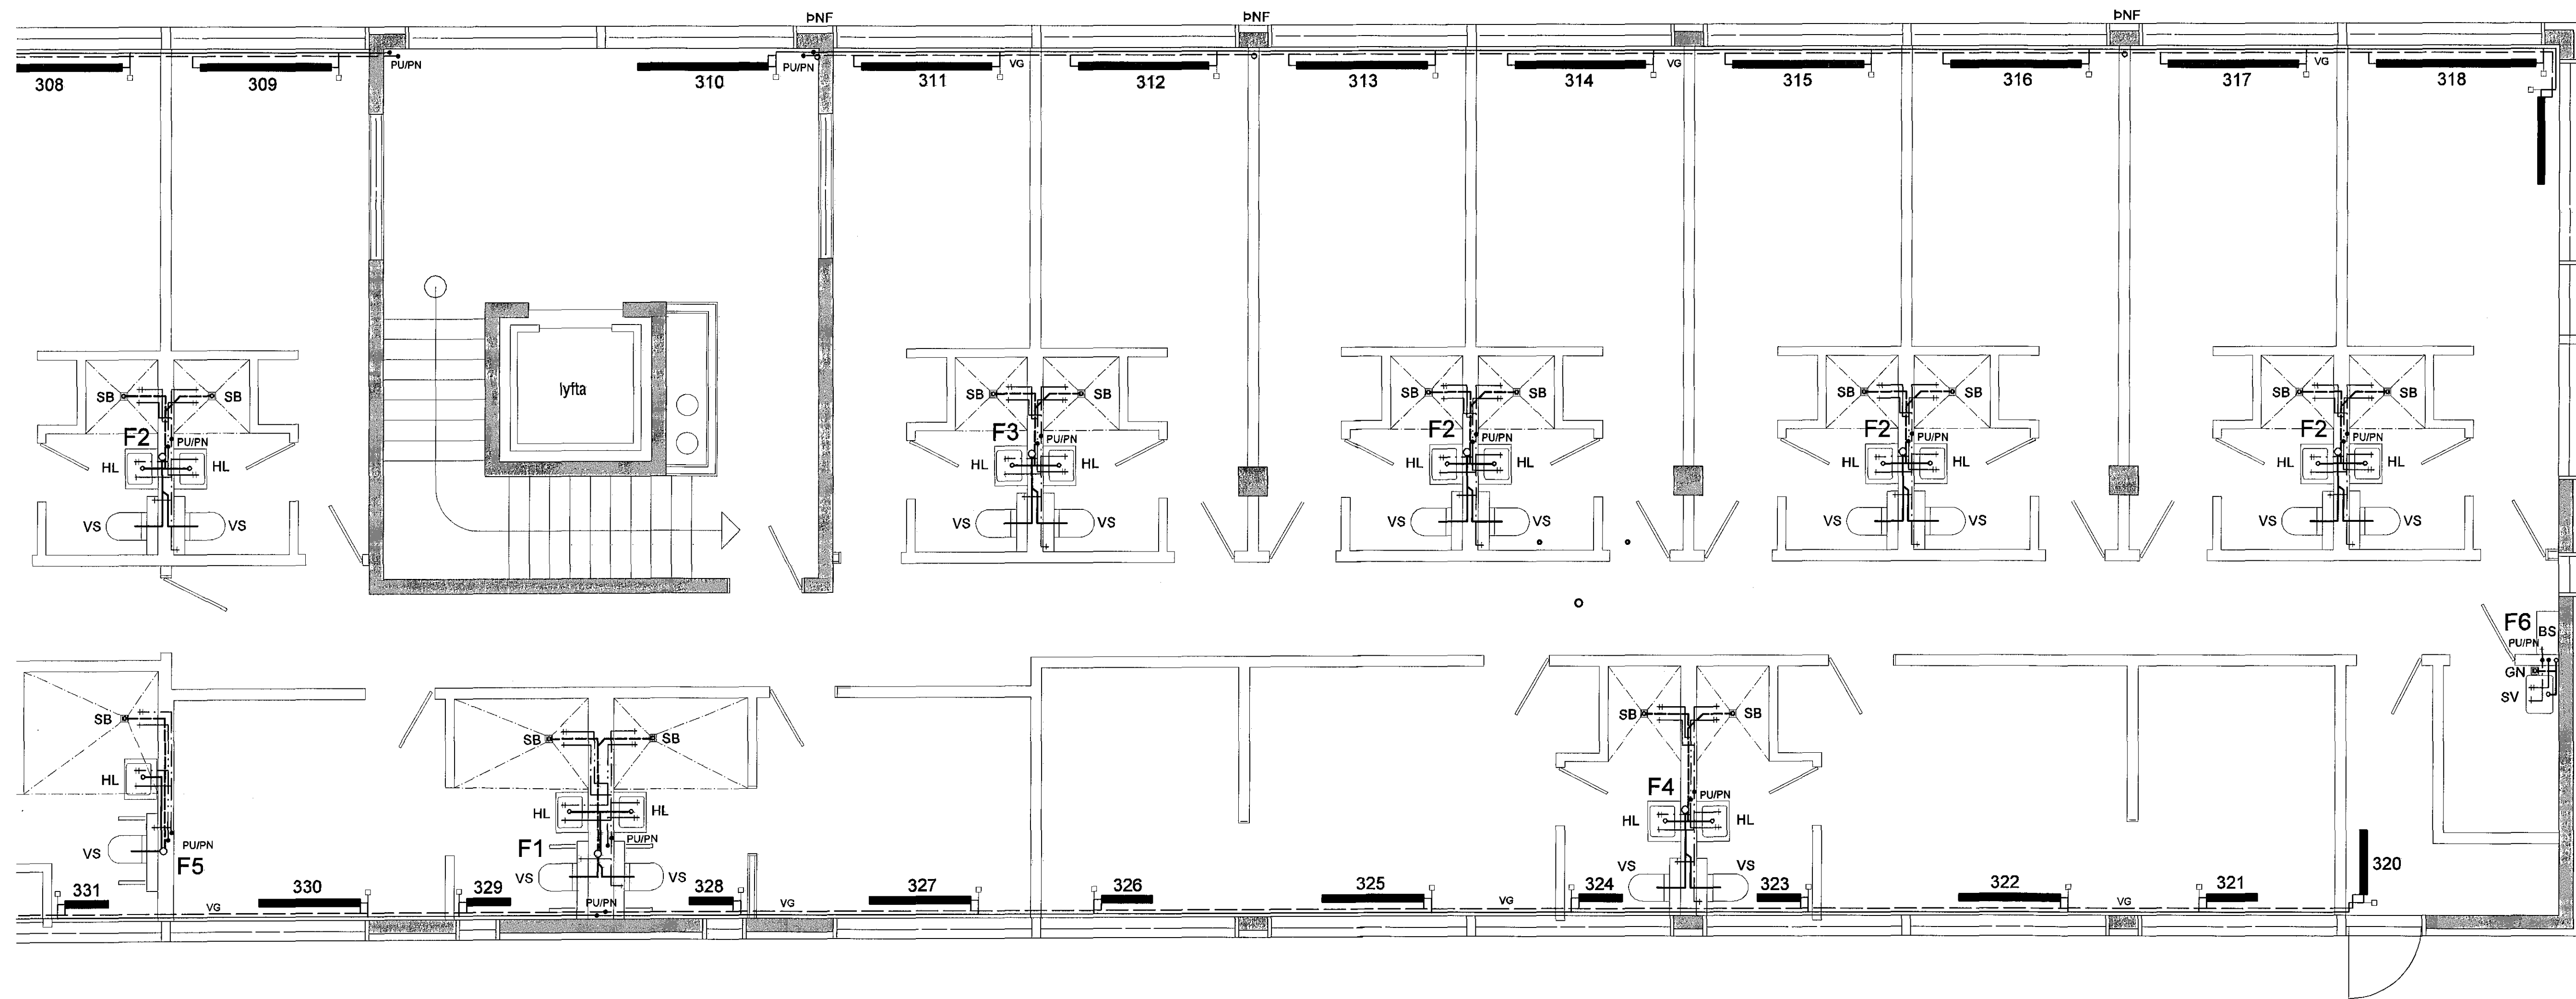 ÞNF ÞNF ÞNF
PU/PN PU/PN VG VG VG
308 309 310 311 312 313 314 315 316 317 318
lyfta
SB SB SB SB SB SB SB SB SB SB
F2 PU/PN F3 PU/PN F2 PU/PN F2 PU/PN F2 PU/PN
HL HL HL HL HL HL HL HL HL HL
VS VS VS VS VS VS VS VS VS VS
F6 BS
PU/PN
GN
SV
SB SB SB SB SB
HL HL HL F4 PU/PN
HL HL
VS PU/PN F1 PU/PN
F5 VS VS VS VS
331 330 329 328 327 326 325 324 323 322 321 320
VG PU/PN VG VG VG